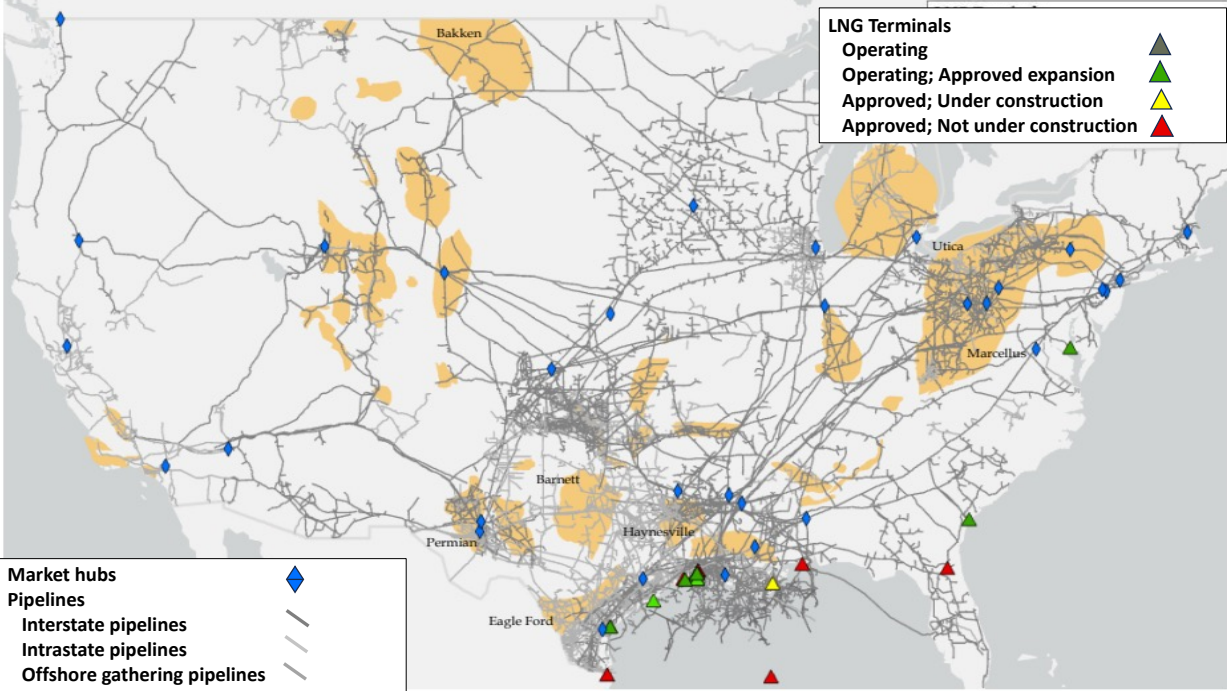 Bakken
LNG Terminals
Operating
Operating; Approved expansion
Approved; Under construction
Approved; Not under construction
Utica
Marcellus
Barnett
Haynesville
Permian
Eagle Ford
Market hubs
Pipelines
Interstate pipelines
Intrastate pipelines
Offshore gathering pipelines